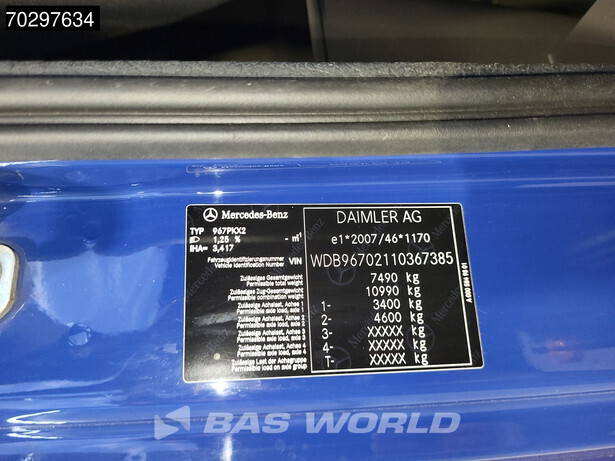 70297634
Mercedes-Benz
DAIMLER AG
TYP 967PKX2
1,25 % - m¹
e1*2007/46*1170
IHA= 3,417
Fahrzeugidentifizierungsnummer
Vehicle Identification Number VIN WDB96702110367385
Zulässiges Gesamtgewicht
Permissible total weight 7490 kg
Zulässiges Zug-Gesamtgewicht
Permissible combination weight 10990 kg
Zulässige Achslast, Achse 1
Permissible axle load, axle 1 1- 3400 kg
Zulässige Achslast, Achse 2
Permissible axle load, axle 2 2- 4600 kg
Zulässige Achslast, Achse 3
Permissible axle load, axle 3 3- XXXXX kg
Zulässige Achslast, Achse 4
Permissible axle load, axle 4 4- XXXXX kg
Zulässige Last der Achsgruppe
Permissible load on axle group T- XXXXX kg
BAS WORLD